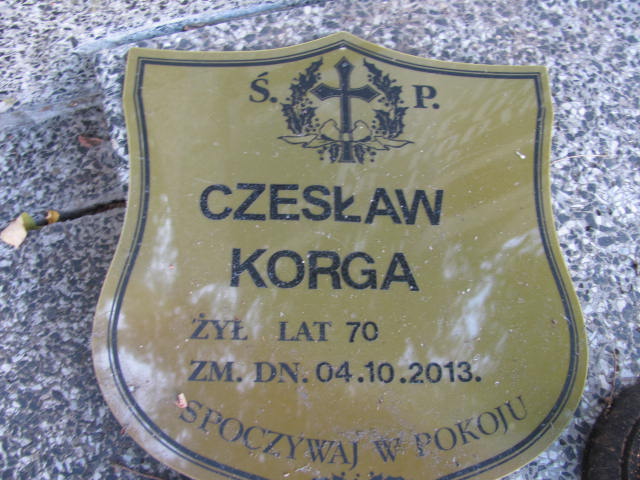 Ś. P.
CZESŁAW
KORGA
ŻYŁ LAT 70
ZM. DN. 04.10.2013.
SPOCZYWAJ W POKOJU